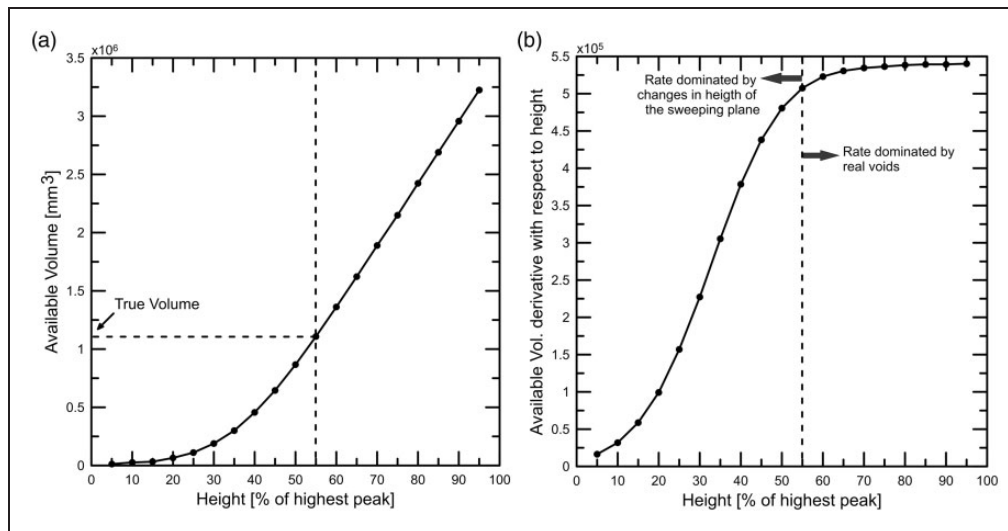 (a)
x10⁶
3.5
3
2.5
2
1.5
1
0.5
0
Available Volume [mm³]
True Volume
0 10 20 30 40 50 60 70 80 90 100
Height [% of highest peak]
(b)
x10⁵
5.5
5
4.5
4
3.5
3
2.5
2
1.5
1
0.5
0
Available Vol. derivative with respect to height
Rate dominated by
changes in heigth of
the sweeping plane
Rate dominated by
real voids
0 10 20 30 40 50 60 70 80 90 100
Height [% of highest peak]